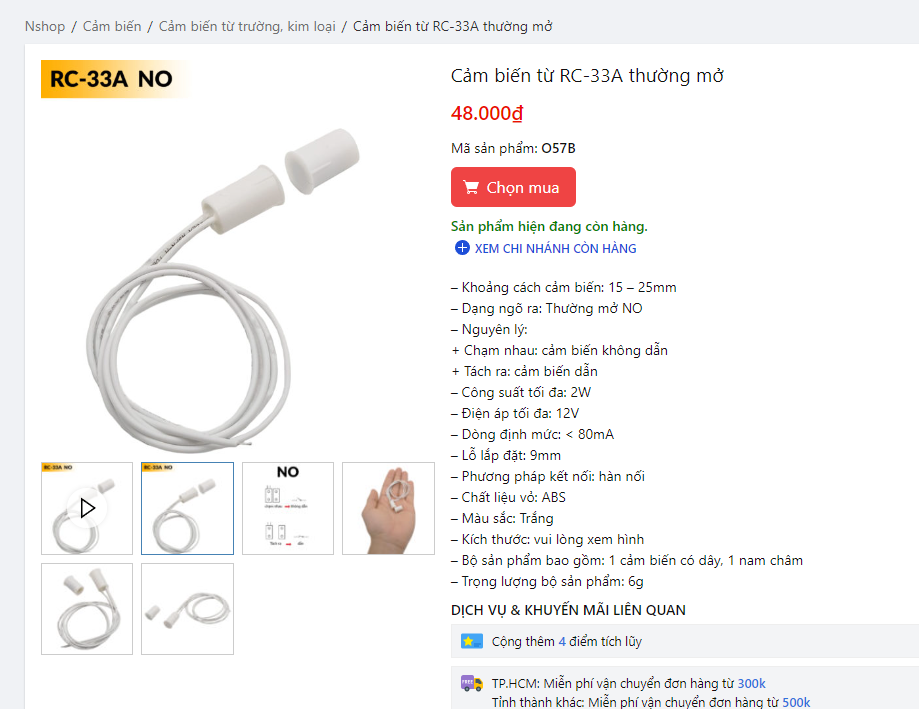 Nshop / Cảm biến / Cảm biến từ trường, kim loại / Cảm biến từ RC-33A thường mở
RC-33A NO
Cảm biến từ RC-33A thường mở
48.000₫
Mã sản phẩm: O57B
Chọn mua
Sản phẩm hiện đang còn hàng.
XEM CHI NHÁNH CÒN HÀNG
– Khoảng cách cảm biến: 15 – 25mm
– Dạng ngõ ra: Thường mở NO
– Nguyên lý:
+ Chạm nhau: cảm biến không dẫn
+ Tách ra: cảm biến dẫn
– Công suất tối đa: 2W
– Điện áp tối đa: 12V
– Dòng định mức: < 80mA
– Lỗ lắp đặt: 9mm
– Phương pháp kết nối: hàn nối
– Chất liệu vỏ: ABS
– Màu sắc: Trắng
– Kích thước: vui lòng xem hình
– Bộ sản phẩm bao gồm: 1 cảm biến có dây, 1 nam châm
– Trọng lượng bộ sản phẩm: 6g
RC-33A NO
RC-33A NO
NO
DỊCH VỤ & KHUYẾN MÃI LIÊN QUAN
Cộng thêm 4 điểm tích lũy
FREE
TP.HCM: Miễn phí vận chuyển đơn hàng từ 300k
Tỉnh thành khác: Miễn phí vận chuyển đơn hàng từ 500k